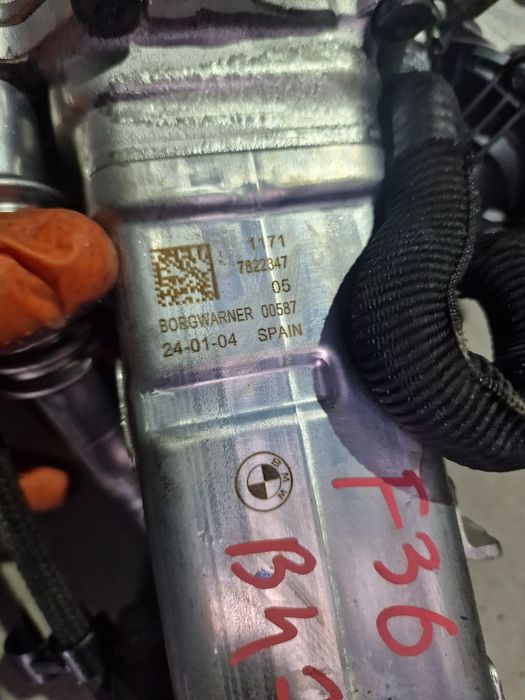 1171
7822347
05
BORGWARNER 00587
24-01-04 SPAIN
BMW
F36